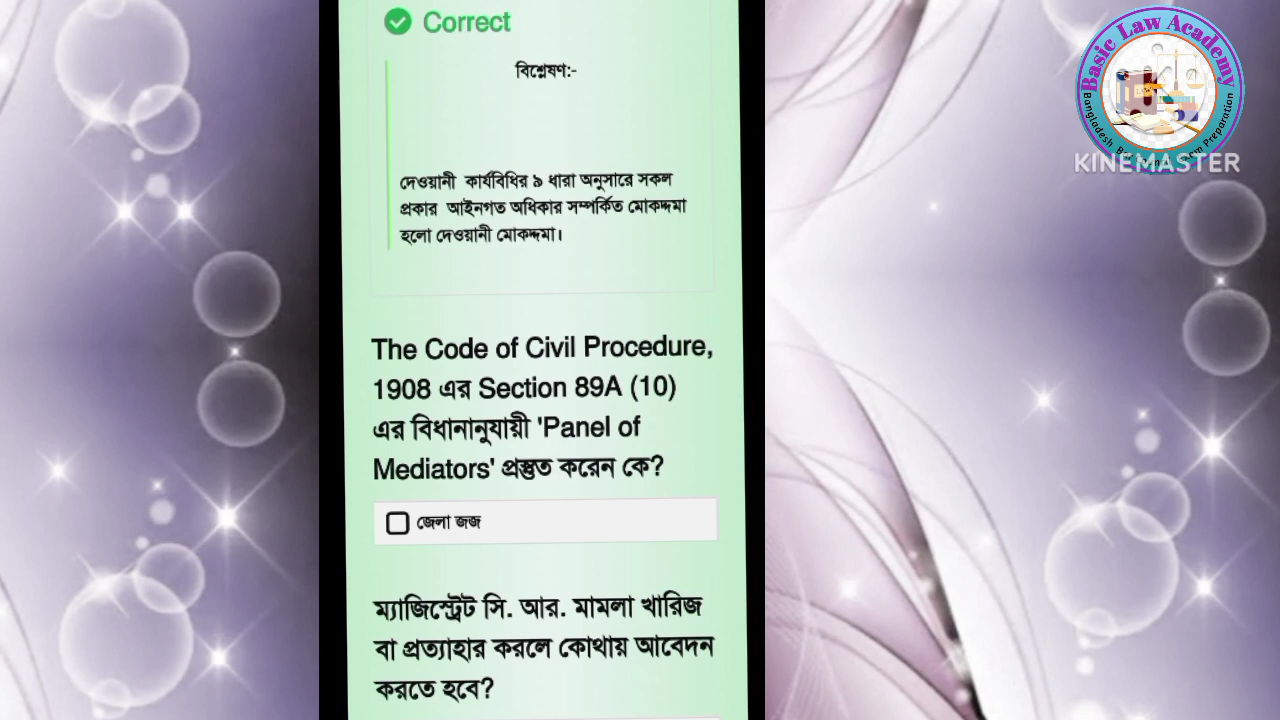 Correct
বিশ্লেষণ:-
দেওয়ানী কার্যবিধির ৯ ধারা অনুসারে সকল
প্রকার আইনগত অধিকার সম্পর্কিত মোকদ্দমা
হলো দেওয়ানী মোকদ্দমা।
The Code of Civil Procedure,
1908 এর Section 89A (10)
এর বিধানানুযায়ী 'Panel of
Mediators' প্রস্তুত করেন কে?
জেলা জজ
ম্যাজিস্ট্রেট সি. আর. মামলা খারিজ
বা প্রত্যাহার করলে কোথায় আবেদন
করতে হবে?
Basic Law Academy
Bangladesh
Preparation
KINEMASTER